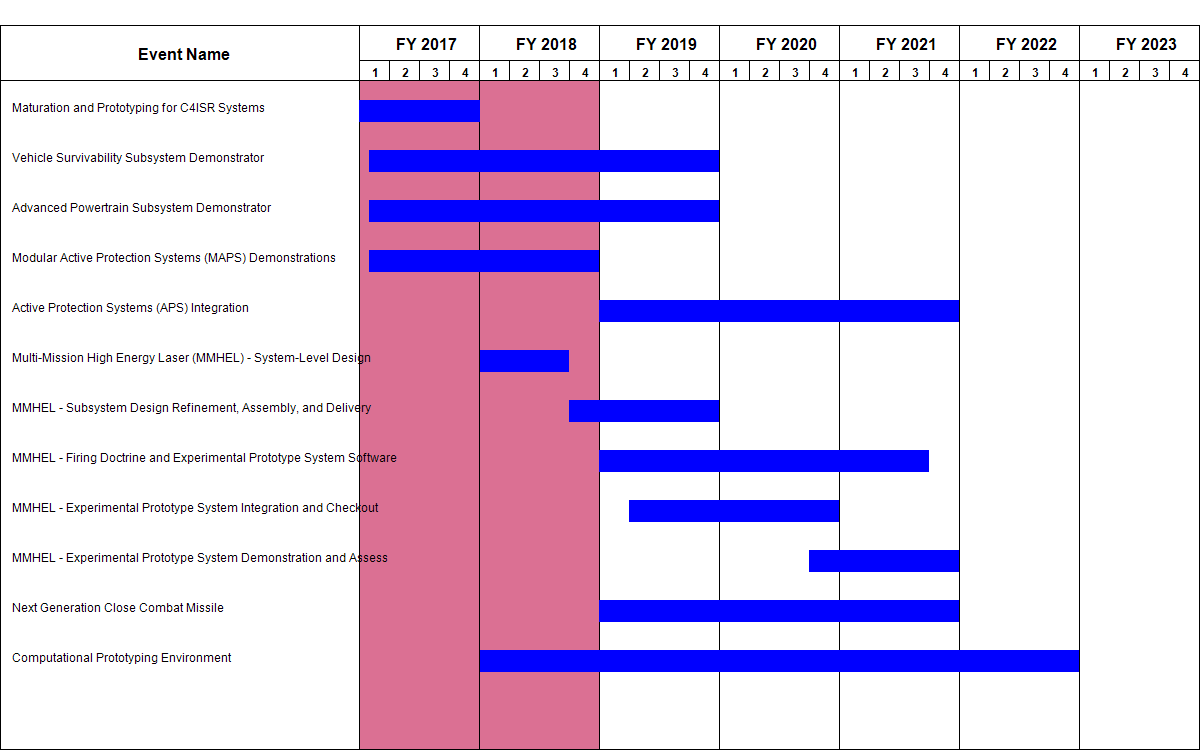 Event Name FY 2017 FY 2018 FY 2019 FY 2020 FY 2021 FY 2022 FY 2023
1 2 3 4 1 2 3 4 1 2 3 4 1 2 3 4 1 2 3 4 1 2 3 4 1 2 3 4
Maturation and Prototyping for C4ISR Systems
Vehicle Survivability Subsystem Demonstrator
Advanced Powertrain Subsystem Demonstrator
Modular Active Protection Systems (MAPS) Demonstrations
Active Protection Systems (APS) Integration
Multi-Mission High Energy Laser (MMHEL) - System-Level Design
MMHEL - Subsystem Design Refinement, Assembly, and Delivery
MMHEL - Firing Doctrine and Experimental Prototype System Software
MMHEL - Experimental Prototype System Integration and Checkout
MMHEL - Experimental Prototype System Demonstration and Assess
Next Generation Close Combat Missile
Computational Prototyping Environment